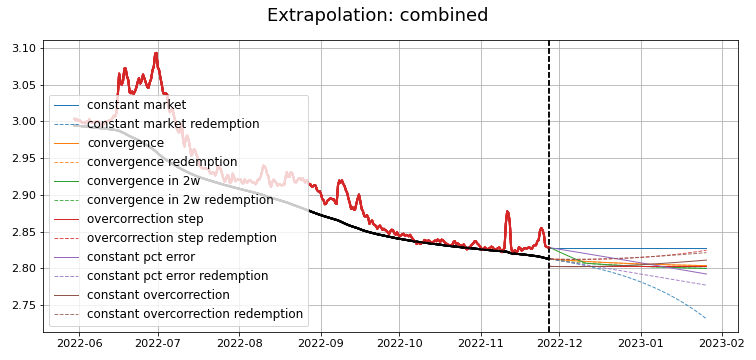 Extrapolation: combined
3.10
3.05
3.00
2.95
2.90
2.85
2.80
2.75
constant market
constant market redemption
convergence
convergence redemption
convergence in 2w
convergence in 2w redemption
overcorrection step
overcorrection step redemption
constant pct error
constant pct error redemption
constant overcorrection
constant overcorrection redemption
2022-06 2022-07 2022-08 2022-09 2022-10 2022-11 2022-12 2023-01 2023-02